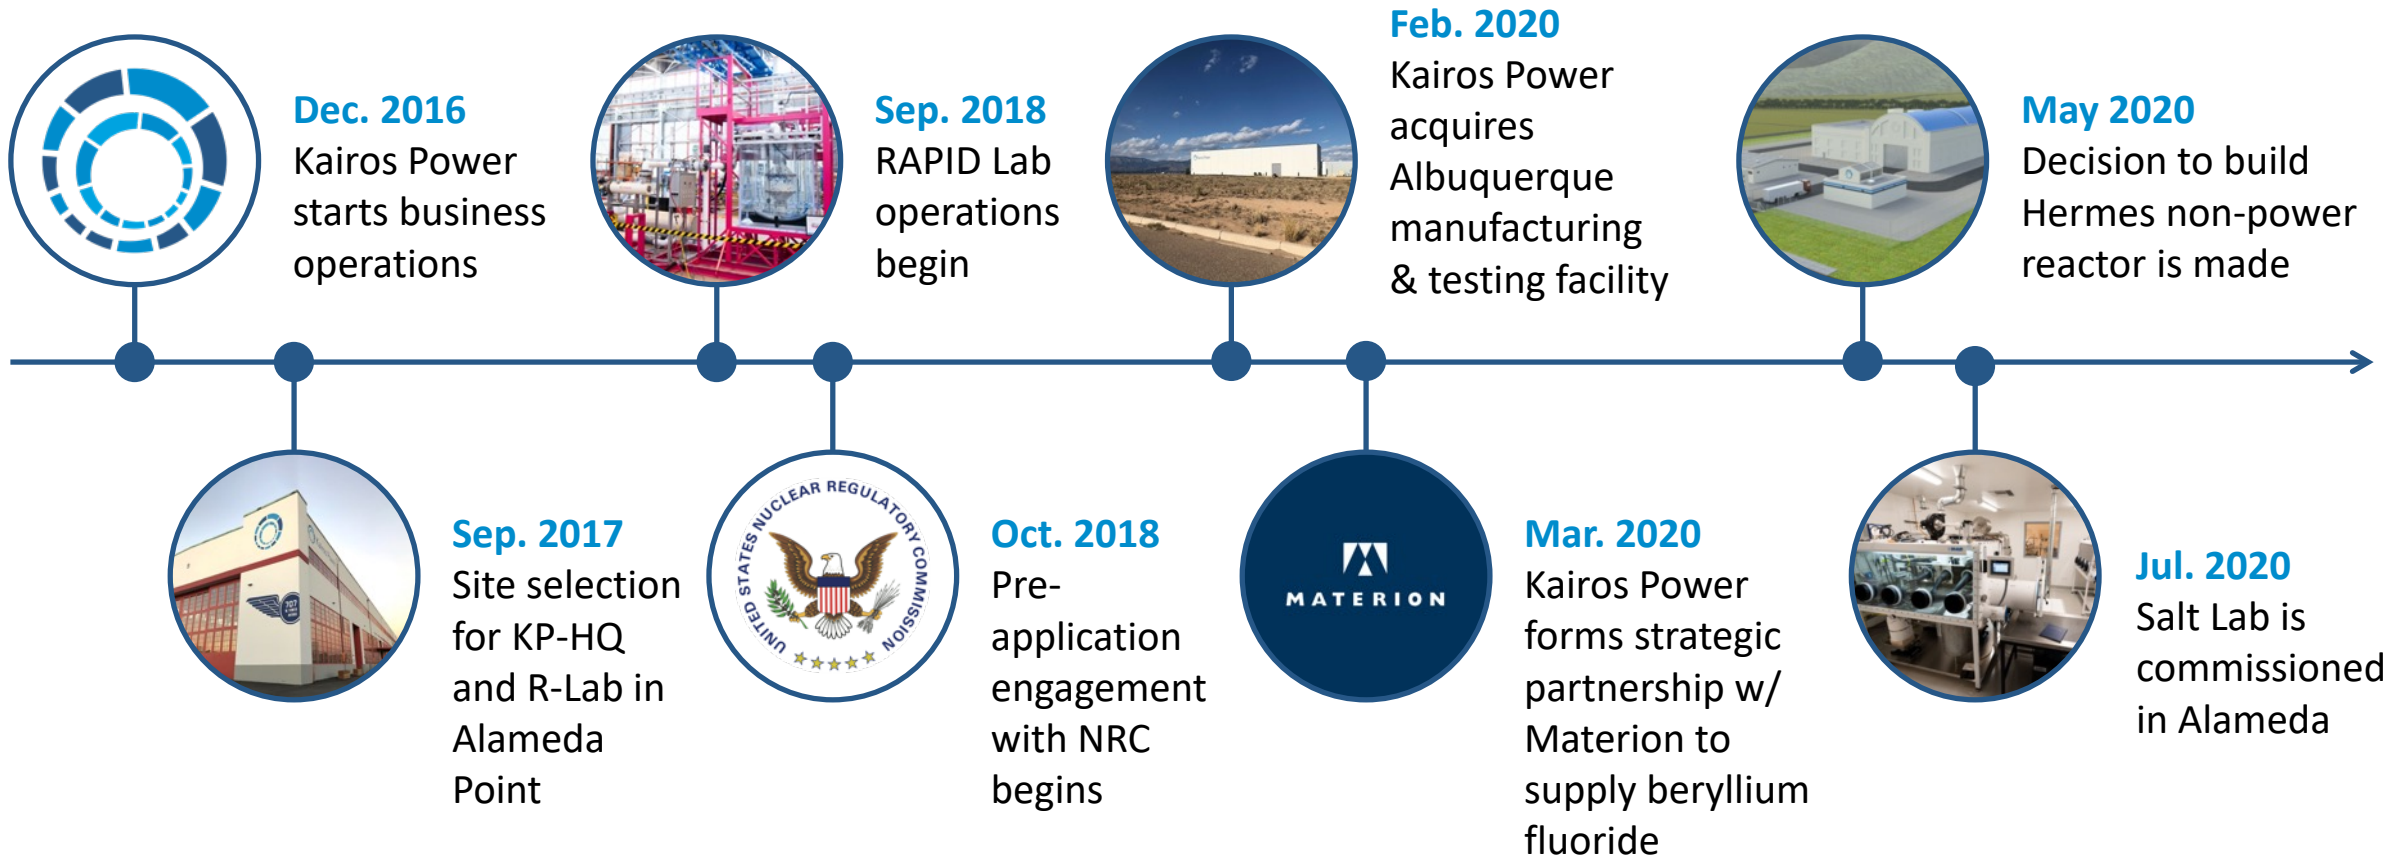 Dec. 2016
Kairos Power
starts business
operations
Sep. 2017
Site selection
for KP-HQ
and R-Lab in
Alameda
Point
707
Sep. 2018
RAPID Lab
operations
begin
UNITED STATES NUCLEAR REGULATORY COMMISSION
Oct. 2018
Pre-
application
engagement
with NRC
begins
Feb. 2020
Kairos Power
acquires
Albuquerque
manufacturing
& testing facility
MATERION
Mar. 2020
Kairos Power
forms strategic
partnership w/
Materion to
supply beryllium
fluoride
May 2020
Decision to build
Hermes non-power
reactor is made
Jul. 2020
Salt Lab is
commissioned
in Alameda